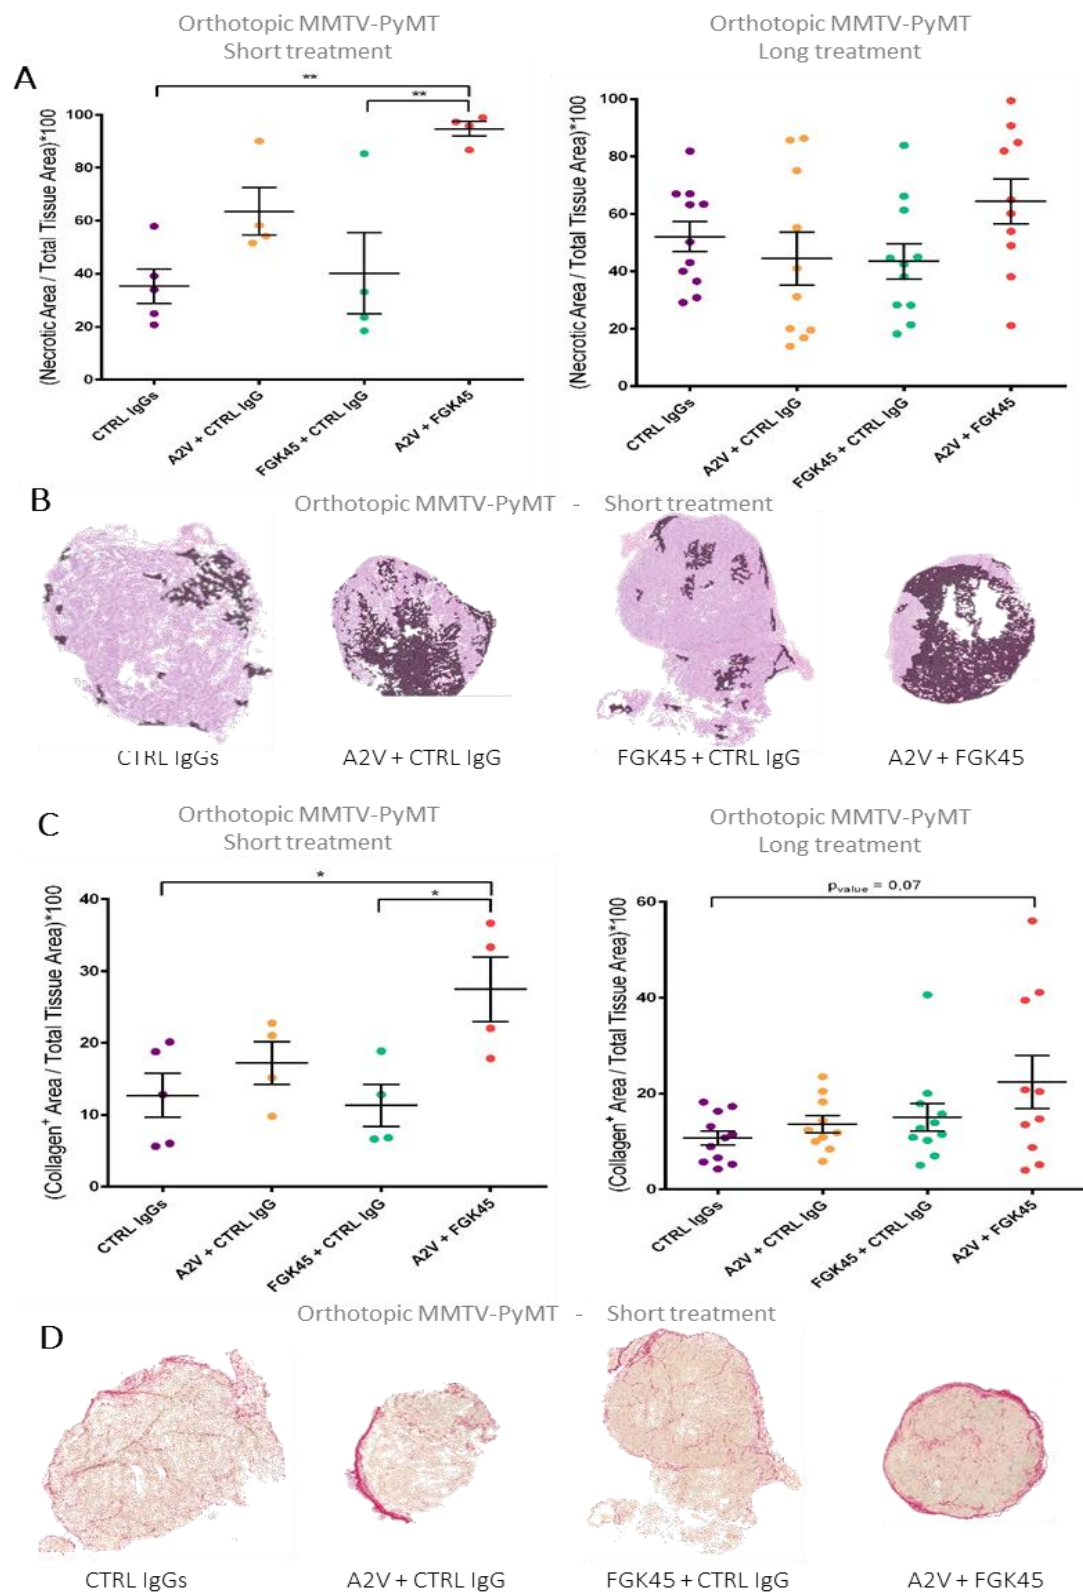 Orthotopic MMTV-PyMT
Short treatment
Orthotopic MMTV-PyMT
Long treatment
A
**
**
(Necrotic Area / Total Tissue Area)*100
100
80
60
40
20
0
CTRL IgGs
A2V + CTRL IgG
FGK45 + CTRL IgG
A2V + FGK45
(Necrotic Area / Total Tissue Area)*100
100
80
60
40
20
0
CTRL IgGs
A2V + CTRL IgG
FGK45 + CTRL IgG
A2V + FGK45
B
Orthotopic MMTV-PyMT - Short treatment
CTRL IgGs
A2V + CTRL IgG
FGK45 + CTRL IgG
A2V + FGK45
C
Orthotopic MMTV-PyMT
Short treatment
Orthotopic MMTV-PyMT
Long treatment
*
*
(Collagen⁺ Area / Total Tissue Area)*100
40
30
20
10
0
CTRL IgGs
A2V + CTRL IgG
FGK45 + CTRL IgG
A2V + FGK45
pvalue = 0,07
(Collagen⁺ Area / Total Tissue Area)*100
60
40
20
0
CTRL IgGs
A2V + CTRL IgG
FGK45 + CTRL IgG
A2V + FGK45
Orthotopic MMTV-PyMT - Short treatment
D
CTRL IgGs
A2V + CTRL IgG
FGK45 + CTRL IgG
A2V + FGK45